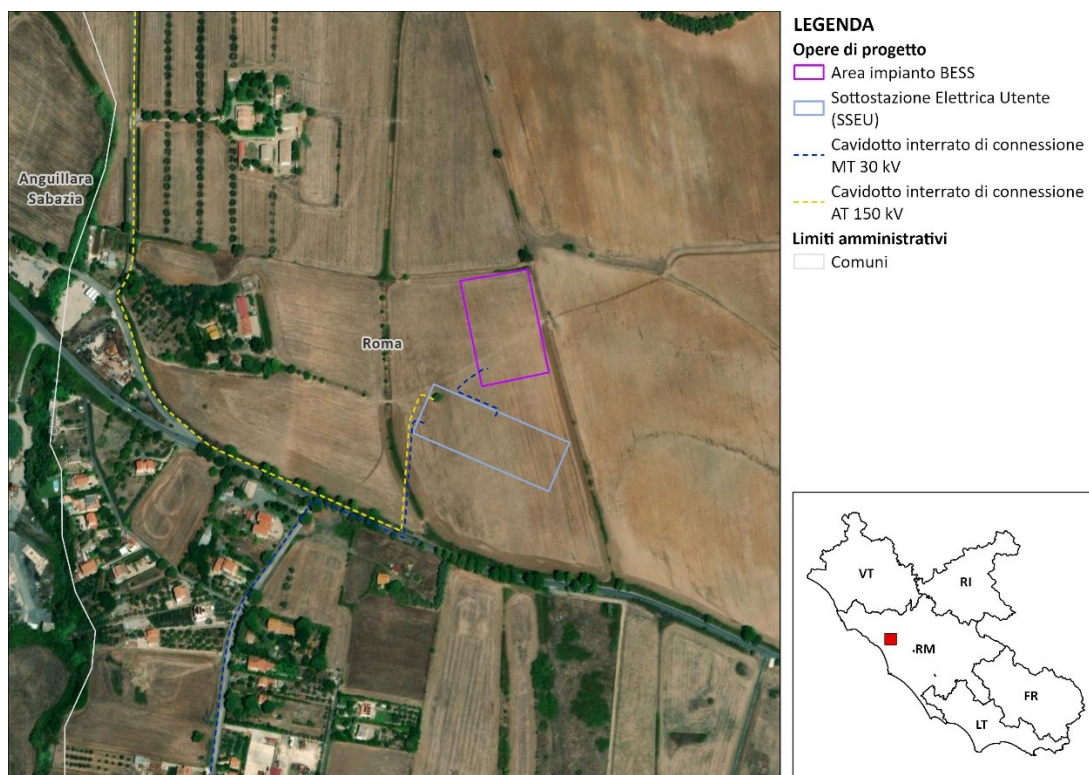 Anguillara
Sabazia
Roma
LEGENDA
Opere di progetto
Area impianto BESS
Sottostazione Elettrica Utente
(SSEU)
Cavidotto interrato di connessione
MT 30 kV
Cavidotto interrato di connessione
AT 150 kV
Limiti amministrativi
Comuni
VT
RI
RM
FR
LT